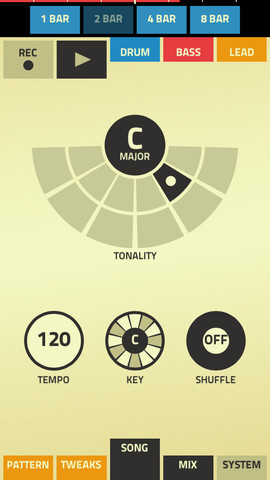 1 BAR
2 BAR
4 BAR
8 BAR
REC
DRUM
BASS
LEAD
C
MAJOR
TONALITY
120
C
OFF
TEMPO
KEY
SHUFFLE
PATTERN
TWEAKS
SONG
MIX
SYSTEM